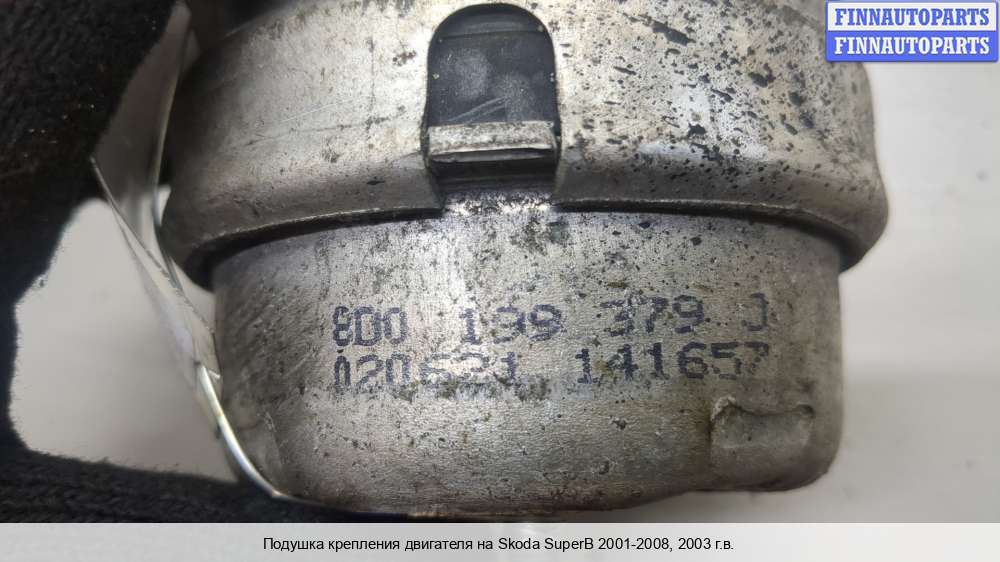 FINNAUTOPARTS
FINNAUTOPARTS
8D0 199 379 J
020621 141657
Подушка крепления двигателя на Skoda SuperB 2001-2008, 2003 г.в.